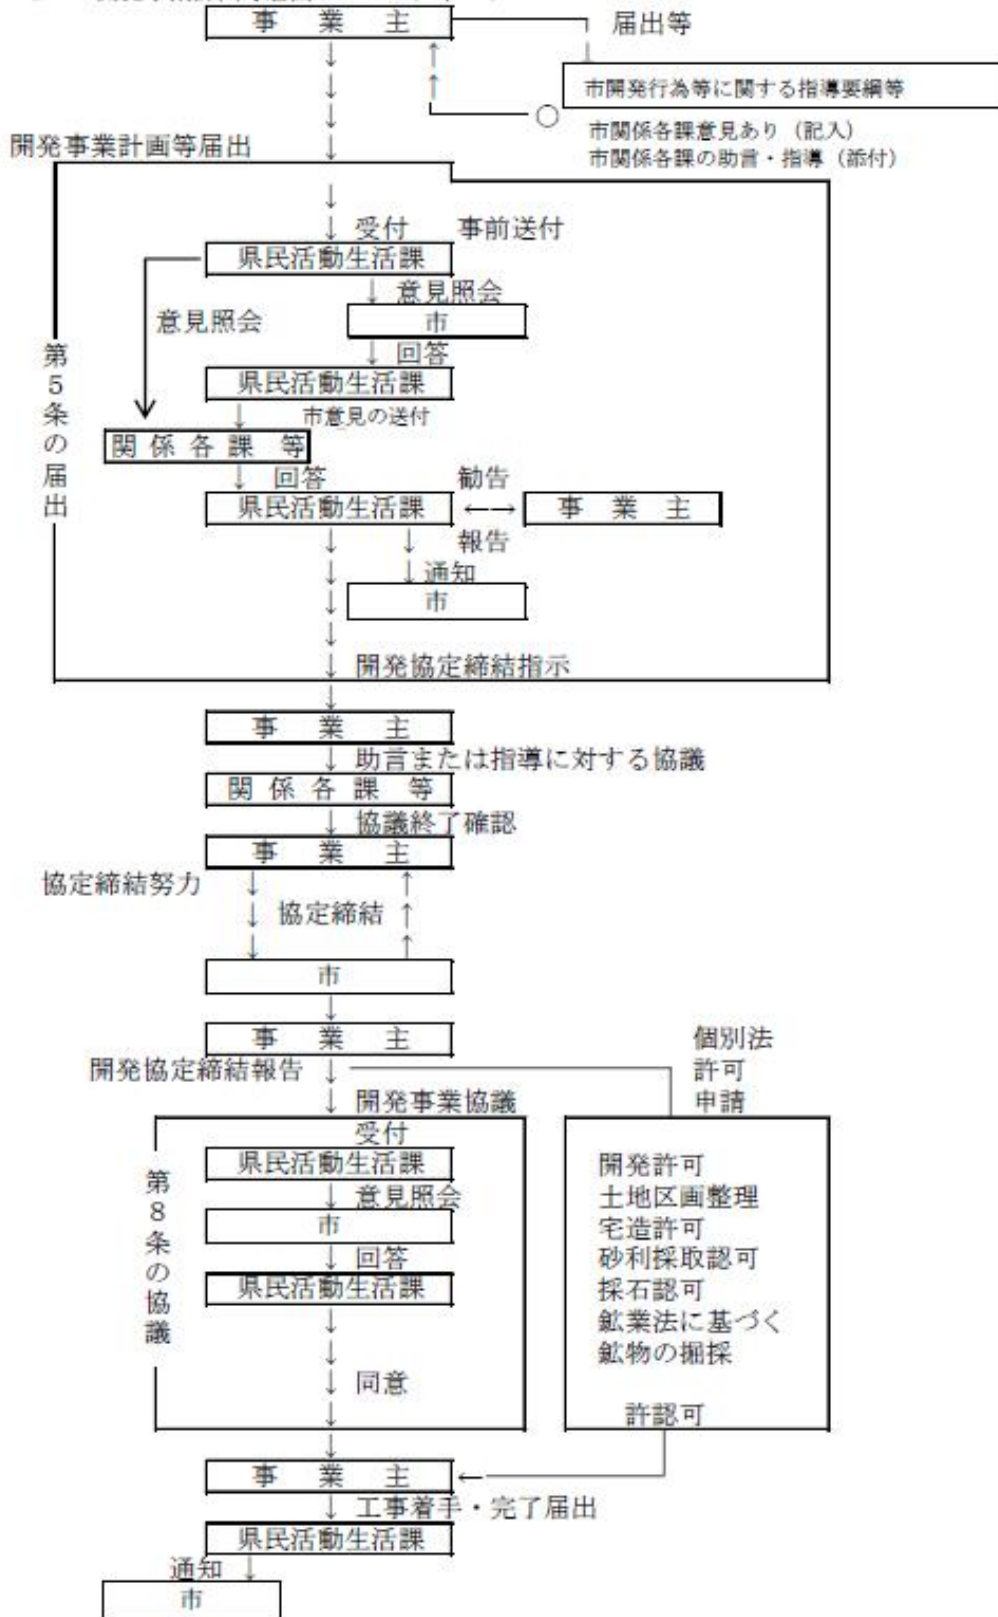 事 業 主
届出等
市開発行為等に関する指導要綱等
市関係各課意見あり（記入）
市関係各課の助言・指導（添付）
開発事業計画等届出
受付 事前送付
県民活動生活課
意見照会
市
意見照会
回答
県民活動生活課
市意見の送付
関 係 各 課 等
回答
勧告
県民活動生活課
←→
事 業 主
報告
通知
市
第5条の届出
開発協定締結指示
事 業 主
助言または指導に対する協議
関 係 各 課 等
協議終了確認
事 業 主
協定締結努力
協定締結
市
事 業 主
開発協定締結報告
開発事業協議
個別法
許可
申請
受付
県民活動生活課
意見照会
市
回答
県民活動生活課
同意
第8条の協議
開発許可
土地区画整理
宅造許可
砂利採取認可
採石認可
鉱業法に基づく
鉱物の掘採
許認可
事 業 主
工事着手・完了届出
県民活動生活課
通知
市